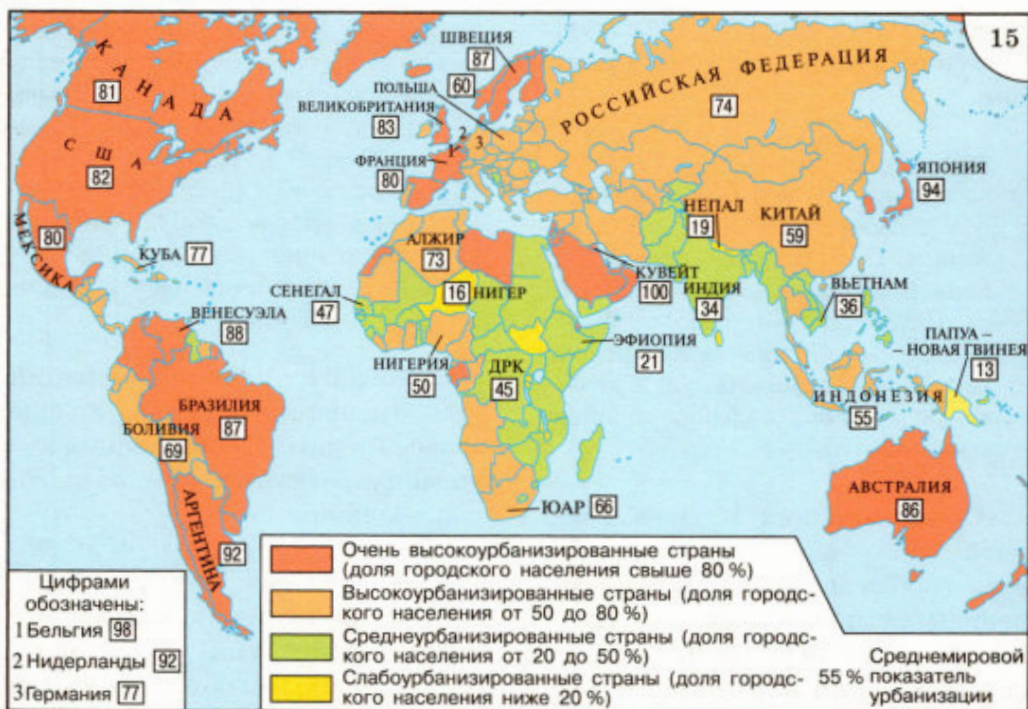 15
КАНАДА
81
США
82
МЕКСИКА
80
КУБА 77
ВЕНЕСУЭЛА
88
БРАЗИЛИЯ
87
БОЛИВИЯ
69
АРГЕНТИНА
92
ШВЕЦИЯ
87
60
ПОЛЬША
ВЕЛИКОБРИТАНИЯ
83
2
1
3
ФРАНЦИЯ
80
РОССИЙСКАЯ ФЕДЕРАЦИЯ
74
ЯПОНИЯ
94
НЕПАЛ
19
КИТАЙ
59
АЛЖИР
73
16 НИГЕР
СЕНЕГАЛ
47
НИГЕРИЯ
50
ДРК
45
КУВЕЙТ
100
ИНДИЯ
34
ВЬЕТНАМ
36
ЭФИОПИЯ
21
ПАПУА –
НОВАЯ ГВИНЕЯ
13
ИНДОНЕЗИЯ
55
ЮАР 66
АВСТРАЛИЯ
86
Цифрами
обозначены:
1 Бельгия 98
2 Нидерланды 92
3 Германия 77
Очень высокоурбанизированные страны
(доля городского населения свыше 80 %)
Высокоурбанизированные страны (доля городс-
кого населения от 50 до 80 %)
Среднеурбанизированные страны (доля городс-
кого населения от 20 до 50 %)
Слабоурбанизированные страны (доля городс-
кого населения ниже 20 %)
55 % Среднемировой
показатель
урбанизации